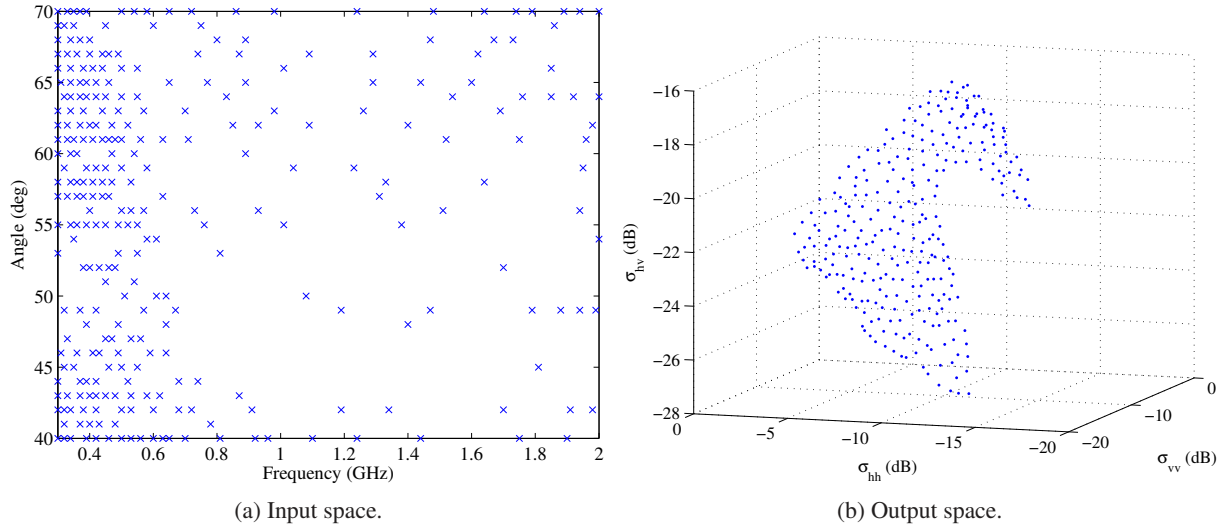 70
65
60
55
50
45
40
Angle (deg)
0.4 0.6 0.8 1 1.2 1.4 1.6 1.8 2
Frequency (GHz)
(a) Input space.
−16
−18
−20
−22
−24
−26
−28
σhv (dB)
0 −5 −10 −15 −20
σhh (dB)
−20 −10 0
σvv (dB)
(b) Output space.